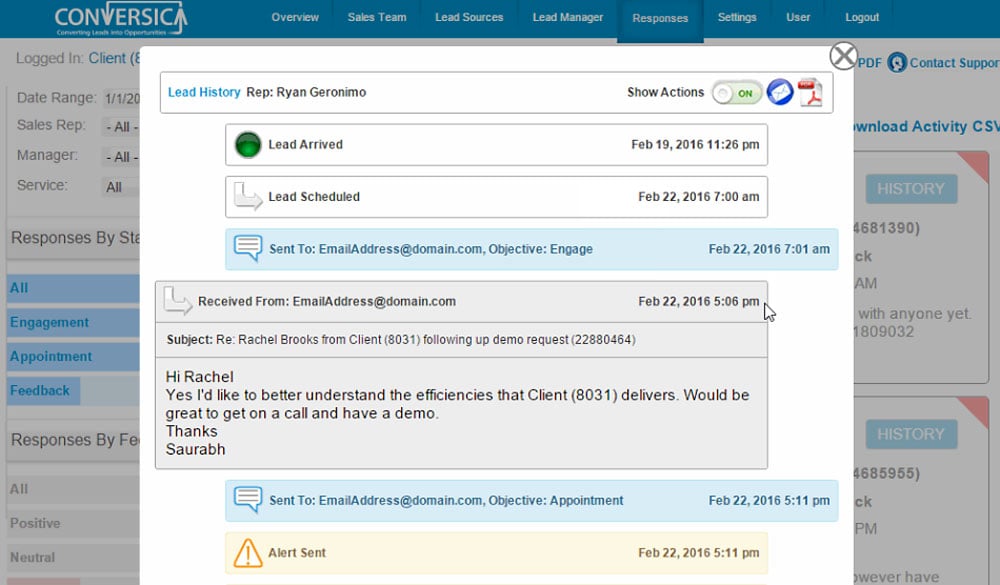 CONVERSICA
Converting Leads into Opportunities
Overview
Sales Team
Lead Sources
Lead Manager
Responses
Settings
User
Logout
Logged In: Client (8
PDF
Contact Suppor
Date Range: 1/1/20
Sales Rep: - All -
Manager: - All -
Service: All
Responses By Sta
All
Engagement
Appointment
Feedback
Responses By Fe
All
Positive
Neutral
Lead History Rep: Ryan Geronimo
Show Actions ON
Lead Arrived Feb 19, 2016 11:26 pm
Lead Scheduled Feb 22, 2016 7:00 am
Sent To: EmailAddress@domain.com, Objective: Engage Feb 22, 2016 7:01 am
Received From: EmailAddress@domain.com Feb 22, 2016 5:06 pm
Subject: Re: Rachel Brooks from Client (8031) following up demo request (22880464)
Hi Rachel
Yes I'd like to better understand the efficiencies that Client (8031) delivers. Would be
great to get on a call and have a demo.
Thanks
Saurabh
Sent To: EmailAddress@domain.com, Objective: Appointment Feb 22, 2016 5:11 pm
Alert Sent Feb 22, 2016 5:11 pm
wnload Activity CSV
HISTORY
4681390)
ck
AM
with anyone yet.
1809032
HISTORY
4685955)
ck
PM
owever have